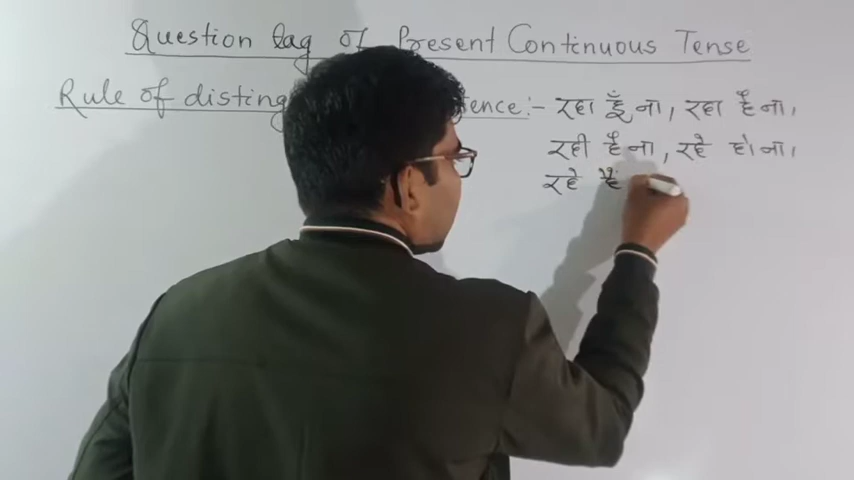 Question tag of Present Continuous Tense
Rule of disting ence:- रहा हूँ ना, रहा है ना,
रही है ना, रहे हो ना,
रहे हैं